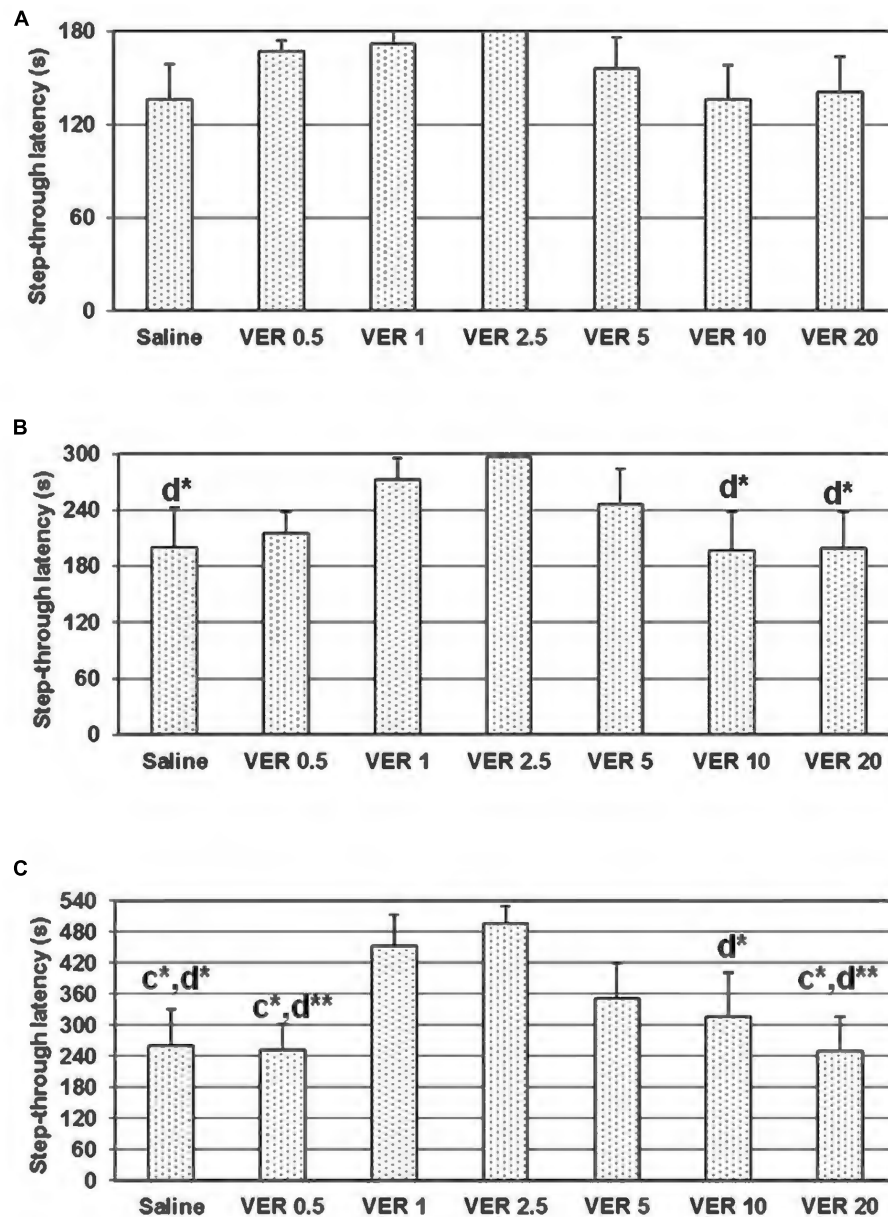 A
Step-through latency (s)
180
120
60
0
Saline VER 0.5 VER 1 VER 2.5 VER 5 VER 10 VER 20
B
Step-through latency (s)
300
240
180
120
60
0
d* d* d*
Saline VER 0.5 VER 1 VER 2.5 VER 5 VER 10 VER 20
C
Step-through latency (s)
540
480
420
360
300
240
180
120
60
0
c*,d* c*,d** d* c*,d**
Saline VER 0.5 VER 1 VER 2.5 VER 5 VER 10 VER 20